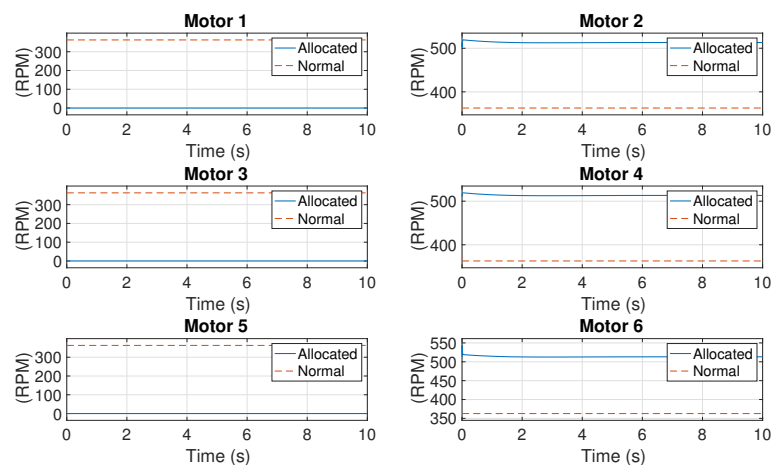 Motor 1
(RPM)
300
200
100
0
Allocated
Normal
0 2 4 6 8 10
Time (s)
Motor 2
(RPM)
500
400
Allocated
Normal
0 2 4 6 8 10
Time (s)
Motor 3
(RPM)
300
200
100
0
Allocated
Normal
0 2 4 6 8 10
Time (s)
Motor 4
(RPM)
500
400
Allocated
Normal
0 2 4 6 8 10
Time (s)
Motor 5
(RPM)
300
200
100
0
Allocated
Normal
0 2 4 6 8 10
Time (s)
Motor 6
(RPM)
550
500
450
400
350
Allocated
Normal
0 2 4 6 8 10
Time (s)